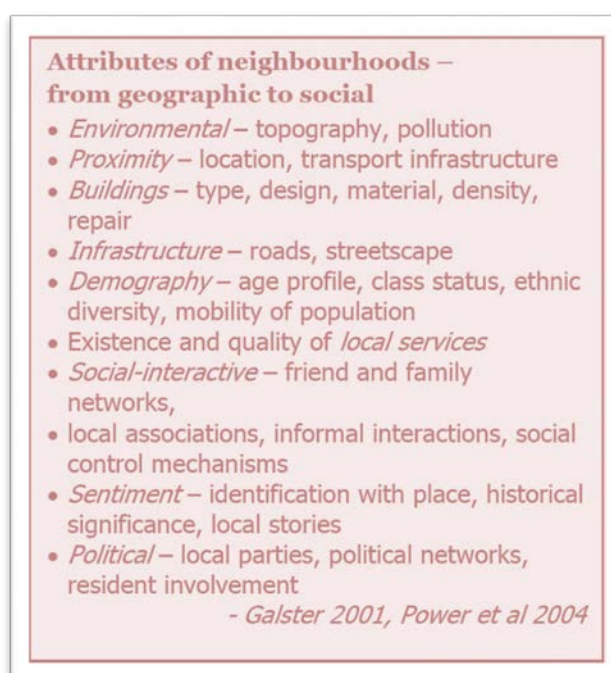 Attributes of neighbourhoods –
from geographic to social
• Environmental – topography, pollution
• Proximity – location, transport infrastructure
• Buildings – type, design, material, density,
repair
• Infrastructure – roads, streetscape
• Demography – age profile, class status, ethnic
diversity, mobility of population
• Existence and quality of local services
• Social-interactive – friend and family
networks,
• local associations, informal interactions, social
control mechanisms
• Sentiment – identification with place, historical
significance, local stories
• Political – local parties, political networks,
resident involvement
- Galster 2001, Power et al 2004